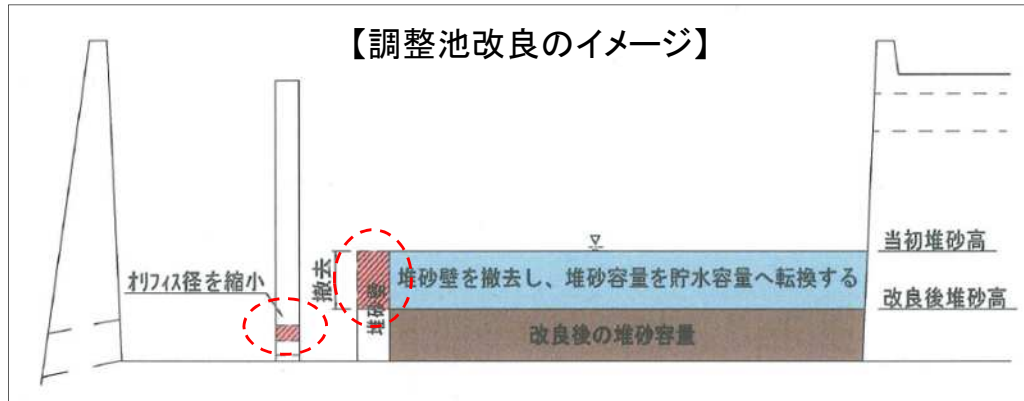 【調整池改良のイメージ】
当初堆砂高
オリフィス径を縮小
撤去
堆砂壁
堆砂壁を撤去し、堆砂容量を貯水容量へ転換する
改良後堆砂高
改良後の堆砂容量